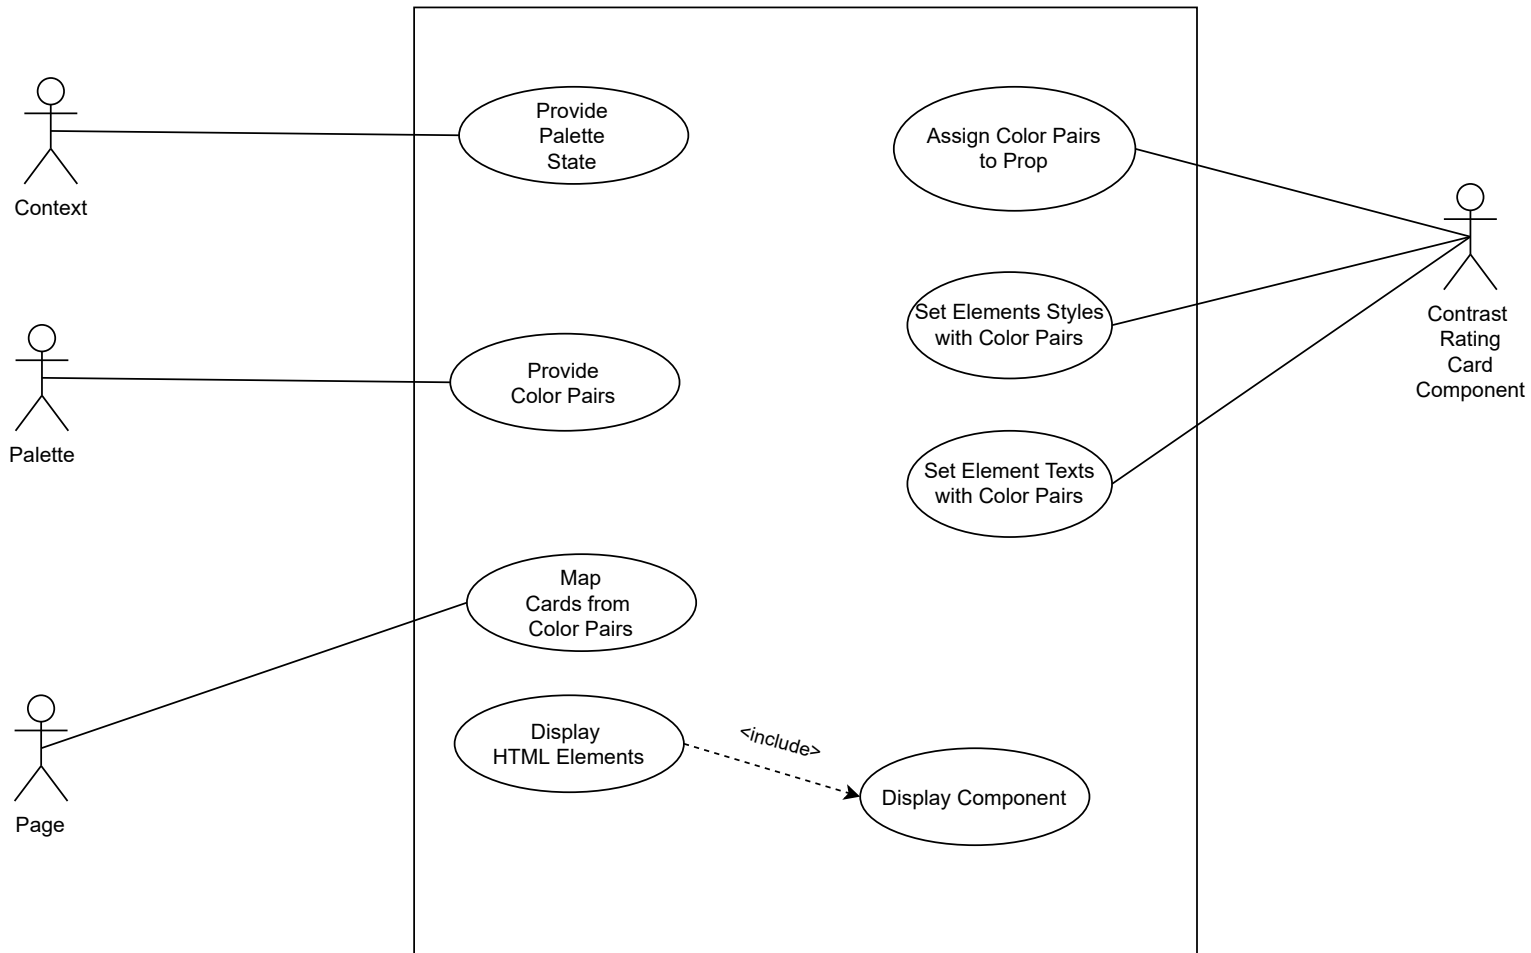 Provide
Palette
State
Assign Color Pairs
to Prop
Context
Set Elements Styles
with Color Pairs
Contrast
Rating
Card
Component
Provide
Color Pairs
Palette
Set Element Texts
with Color Pairs
Map
Cards from
Color Pairs
Display
HTML Elements
<include>
Display Component
Page